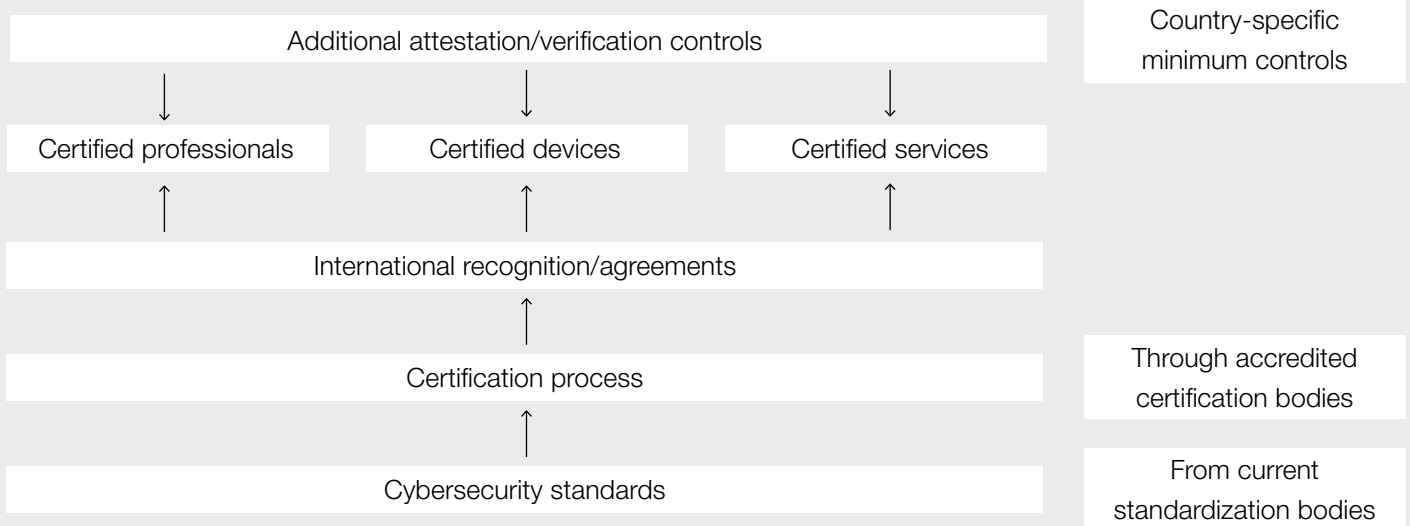 Additional attestation/verification controls
Country-specific
minimum controls
Certified professionals
Certified devices
Certified services
International recognition/agreements
Certification process
Through accredited
certification bodies
Cybersecurity standards
From current
standardization bodies